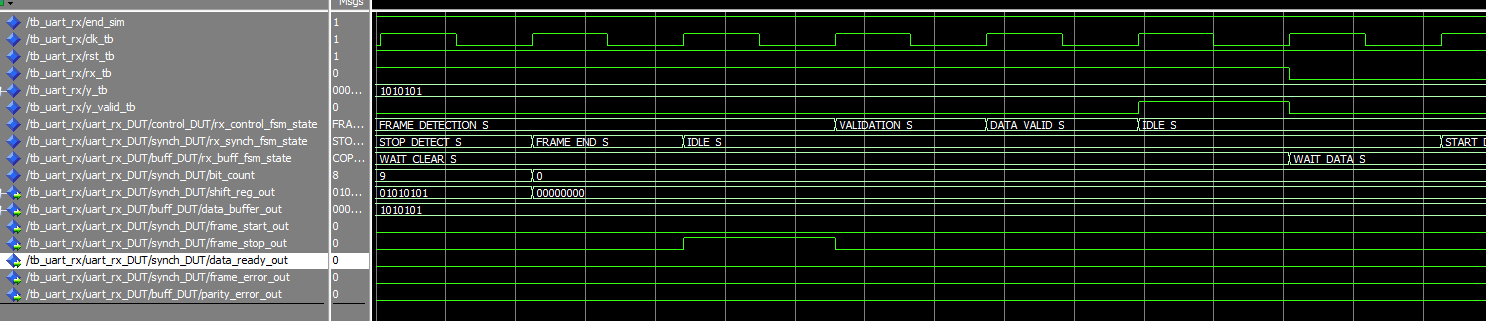 Msgs
/tb_uart_rx/end_sim 1
/tb_uart_rx/clk_tb 1
/tb_uart_rx/rst_tb 1
/tb_uart_rx/rx_tb 0
/tb_uart_rx/y_tb 000... 1010101
/tb_uart_rx/y_valid_tb 0
/tb_uart_rx/uart_rx_DUT/control_DUT/rx_control_fsm_state FRA... FRAME_DETECTION_S VALIDATION_S DATA_VALID_S IDLE_S
/tb_uart_rx/uart_rx_DUT/synch_DUT/rx_synch_fsm_state STO... STOP_DETECT_S FRAME_END_S IDLE_S START D
/tb_uart_rx/uart_rx_DUT/buff_DUT/rx_buff_fsm_state COP... WAIT_CLEAR_S WAIT_DATA_S
/tb_uart_rx/uart_rx_DUT/synch_DUT/bit_count 8 9 0
/tb_uart_rx/uart_rx_DUT/synch_DUT/shift_reg_out 010... 01010101 00000000
/tb_uart_rx/uart_rx_DUT/buff_DUT/data_buffer_out 000... 1010101
/tb_uart_rx/uart_rx_DUT/synch_DUT/frame_start_out 0
/tb_uart_rx/uart_rx_DUT/synch_DUT/frame_stop_out 0
/tb_uart_rx/uart_rx_DUT/synch_DUT/data_ready_out 0
/tb_uart_rx/uart_rx_DUT/synch_DUT/frame_error_out 0
/tb_uart_rx/uart_rx_DUT/buff_DUT/parity_error_out 0